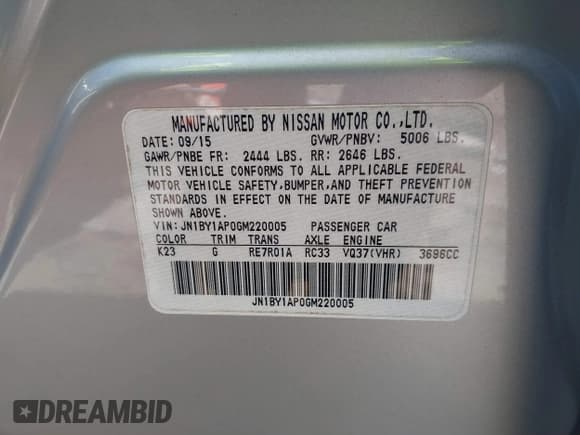 MANUFACTURED BY NISSAN MOTOR CO.,LTD.
DATE: 09/15 GVWR/PNBV: 5006 LBS.
GAWR/PNBE FR: 2444 LBS. RR: 2646 LBS.
THIS VEHICLE CONFORMS TO ALL APPLICABLE FEDERAL
MOTOR VEHICLE SAFETY,BUMPER,AND THEFT PREVENTION
STANDARDS IN EFFECT ON THE DATE OF MANUFACTURE
SHOWN ABOVE.
VIN: JN1BY1AP0GM220005 PASSENGER CAR
COLOR TRIM TRANS AXLE ENGINE
K23 G RE7R01A RC33 VQ37(VHR) 3696CC
JN1BY1AP0GM220005
DREAMBID